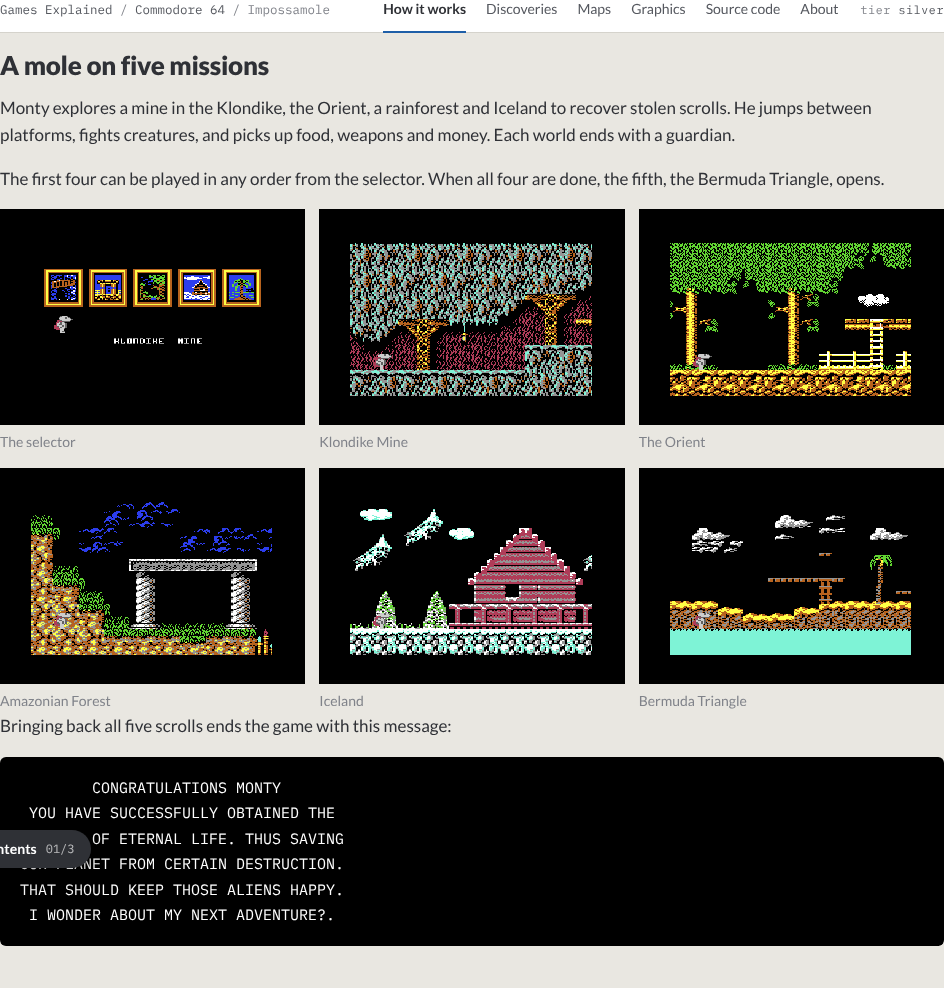 Games Explained / Commodore 64 / Impossamole
How it works Discoveries Maps Graphics Source code About tier silver
A mole on five missions
Monty explores a mine in the Klondike, the Orient, a rainforest and Iceland to recover stolen scrolls. He jumps between
platforms, fights creatures, and picks up food, weapons and money. Each world ends with a guardian.
The first four can be played in any order from the selector. When all four are done, the fifth, the Bermuda Triangle, opens.
KLONDIKE MINE
The selector
Klondike Mine
The Orient
Amazonian Forest
Iceland
Bermuda Triangle
Bringing back all five scrolls ends the game with this message:
CONGRATULATIONS MONTY
YOU HAVE SUCCESSFULLY OBTAINED THE
OF ETERNAL LIFE. THUS SAVING
PLANET FROM CERTAIN DESTRUCTION.
THAT SHOULD KEEP THOSE ALIENS HAPPY.
I WONDER ABOUT MY NEXT ADVENTURE?.
ntents 01/3